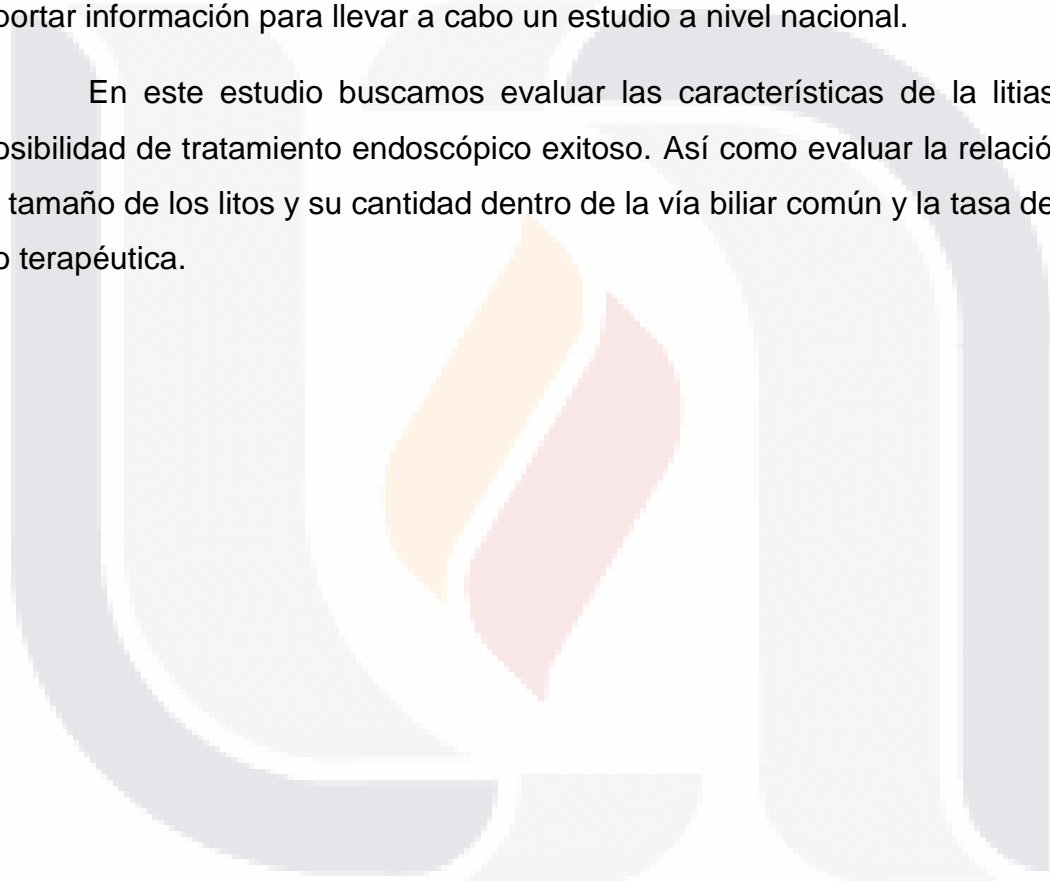 portar información para llevar a cabo un estudio a nivel nacional.
En este estudio buscamos evaluar las características de la litias
osibilidad de tratamiento endoscópico exitoso. Así como evaluar la relació
tamaño de los litos y su cantidad dentro de la vía biliar común y la tasa de
o terapéutica.